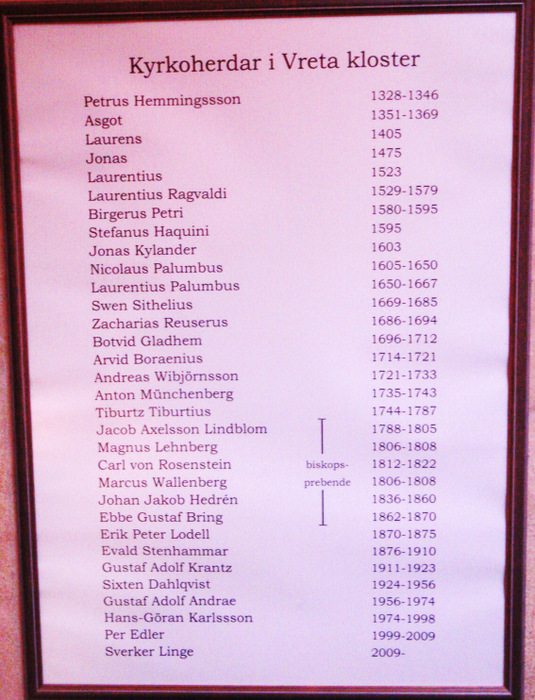 Kyrkoherdar i Vreta kloster
Petrus Hemmingssson 1328-1346
Asgot 1351-1369
Laurens 1405
Jonas 1475
Laurentius 1523
Laurentius Ragvaldi 1529-1579
Birgerus Petri 1580-1595
Stefanus Haquini 1595
Jonas Kylander 1603
Nicolaus Palumbus 1605-1650
Laurentius Palumbus 1650-1667
Swen Sithelius 1669-1685
Zacharias Reuserus 1686-1694
Botvid Gladhem 1696-1712
Arvid Boraenius 1714-1721
Andreas Wibjörnsson 1721-1733
Anton Münchenberg 1735-1743
Tiburtz Tiburtius 1744-1787
Jacob Axelsson Lindblom 1788-1805
Magnus Lehnberg 1806-1808
Carl von Rosenstein biskops- 1812-1822
Marcus Wallenberg prebende 1806-1808
Johan Jakob Hedrén 1836-1860
Ebbe Gustaf Bring 1862-1870
Erik Peter Lodell 1870-1875
Evald Stenhammar 1876-1910
Gustaf Adolf Krantz 1911-1923
Sixten Dahlqvist 1924-1956
Gustaf Adolf Andrae 1956-1974
Hans-Göran Karlssson 1974-1998
Per Edler 1999-2009
Sverker Linge 2009-